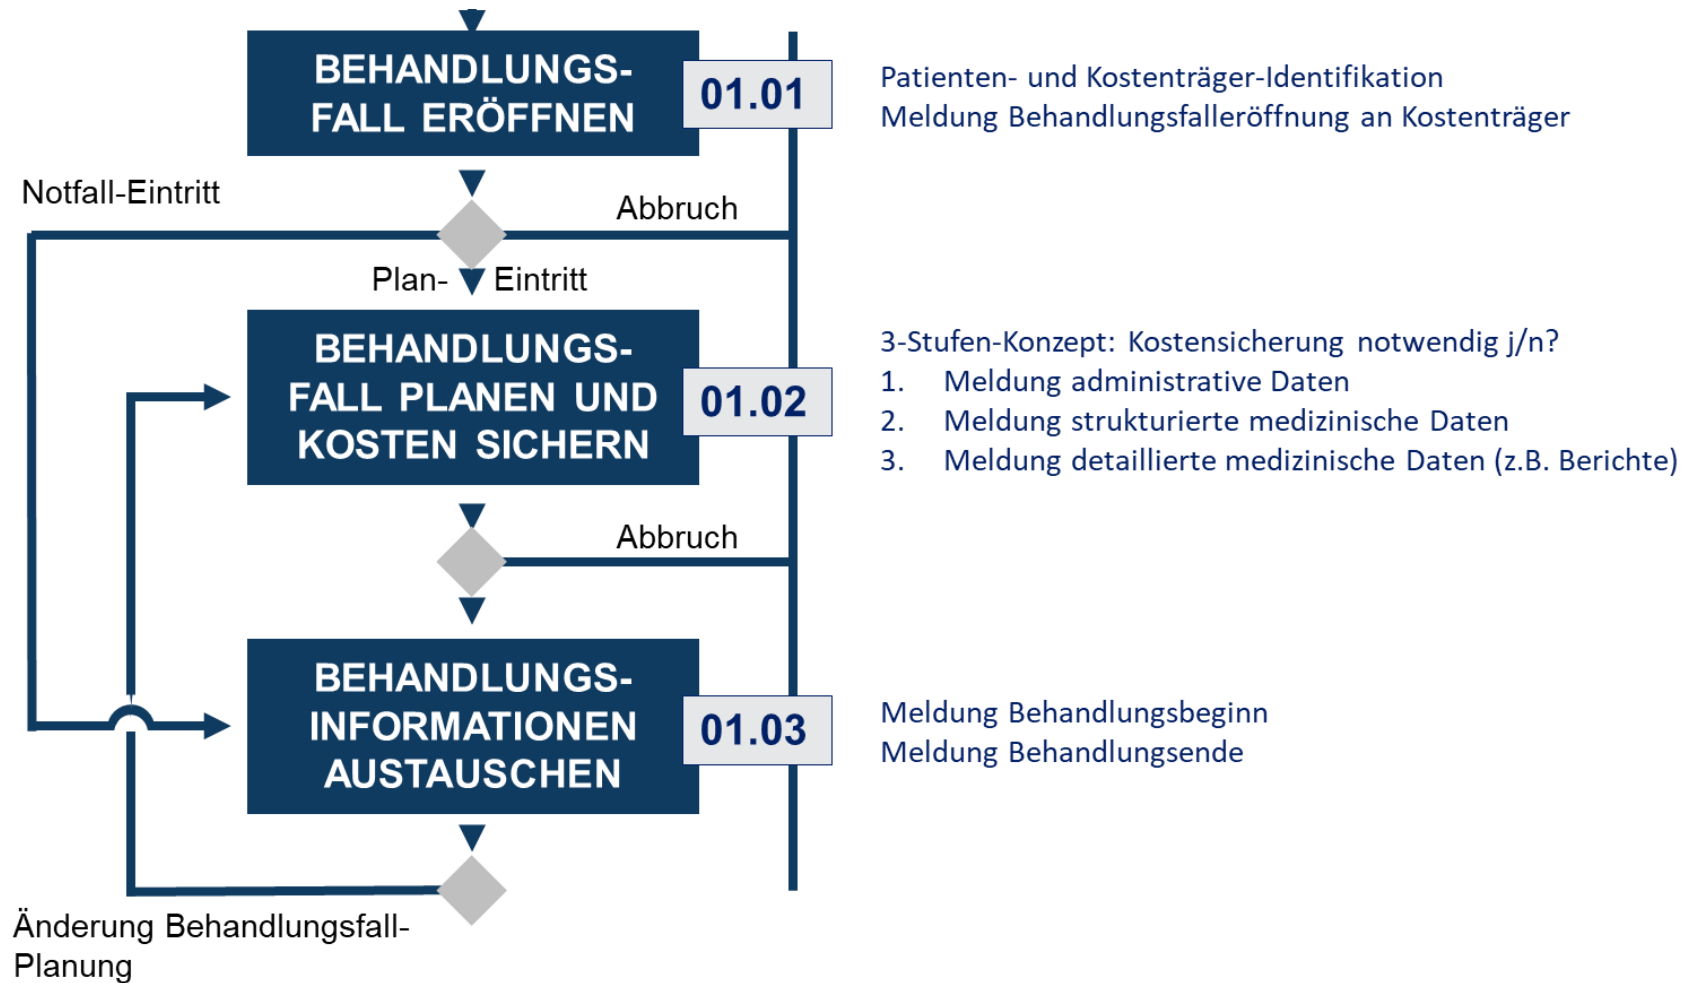 BEHANDLUNGS-
FALL ERÖFFNEN
01.01
Patienten- und Kostenträger-Identifikation
Meldung Behandlungsfalleröffnung an Kostenträger
Notfall-Eintritt
Abbruch
Plan- Eintritt
BEHANDLUNGS-
FALL PLANEN UND
KOSTEN SICHERN
01.02
3-Stufen-Konzept: Kostensicherung notwendig j/n?
1. Meldung administrative Daten
2. Meldung strukturierte medizinische Daten
3. Meldung detaillierte medizinische Daten (z.B. Berichte)
Abbruch
BEHANDLUNGS-
INFORMATIONEN
AUSTAUSCHEN
01.03
Meldung Behandlungsbeginn
Meldung Behandlungsende
Änderung Behandlungsfall-
Planung